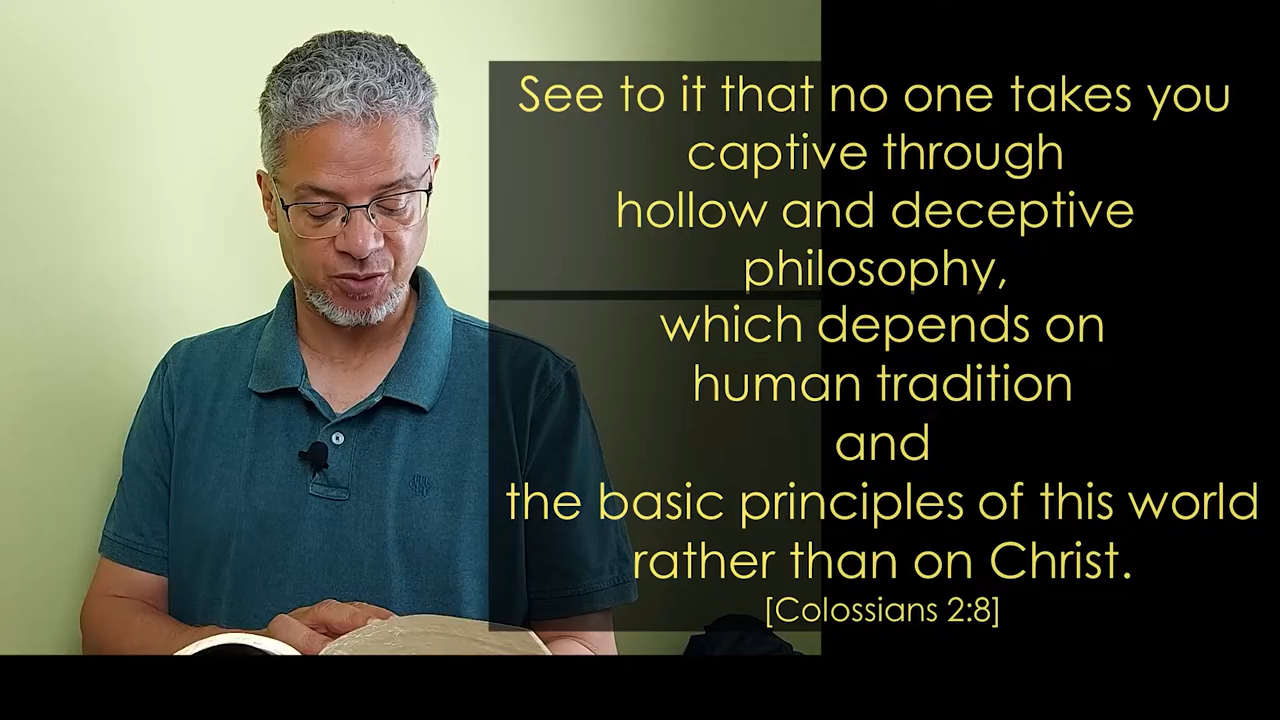 See to it that no one takes you
captive through
hollow and deceptive
philosophy,
which depends on
human tradition
and
the basic principles of this world
rather than on Christ.
[Colossians 2:8]